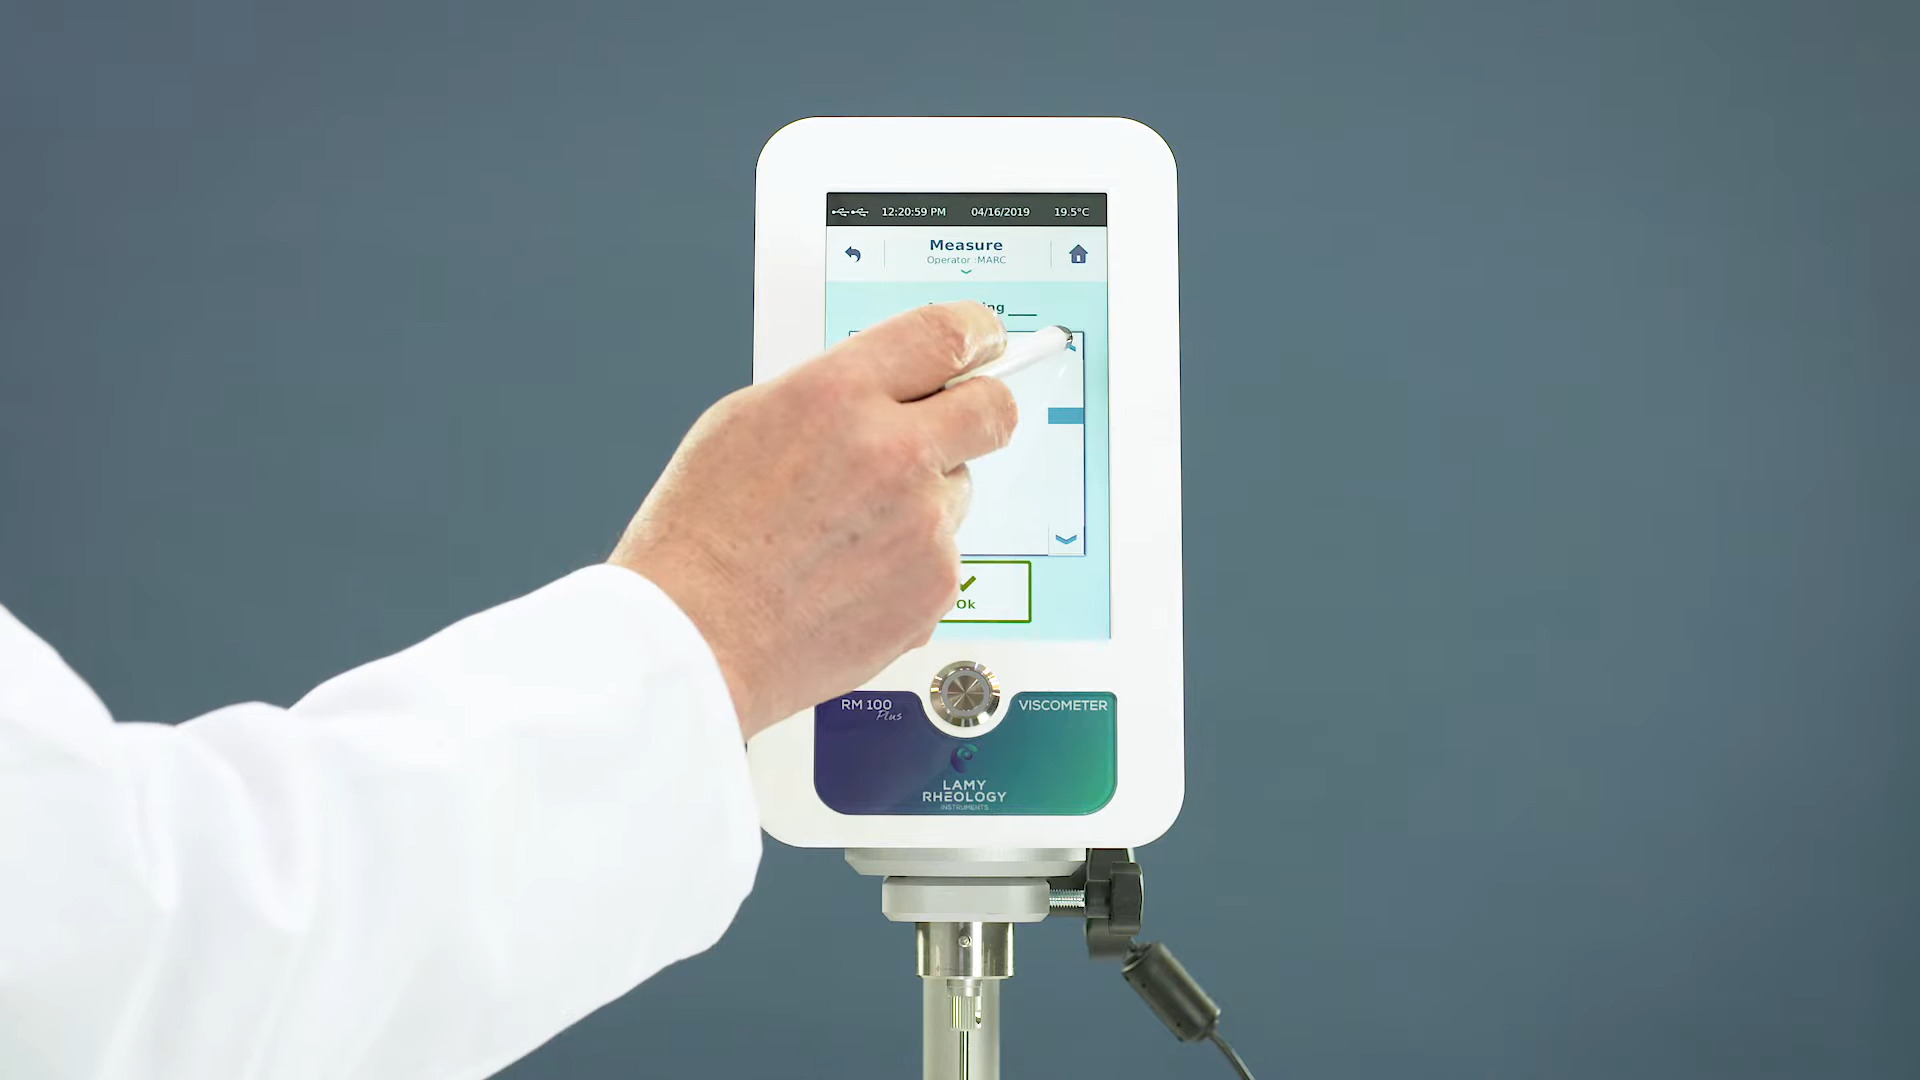 12:20:59 PM 04/16/2019 19.5°C
Measure
Operator :MARC
Ok
RM 100 VISCOMETER
Plus
LAMY
RHEOLOGY
INSTRUMENTS